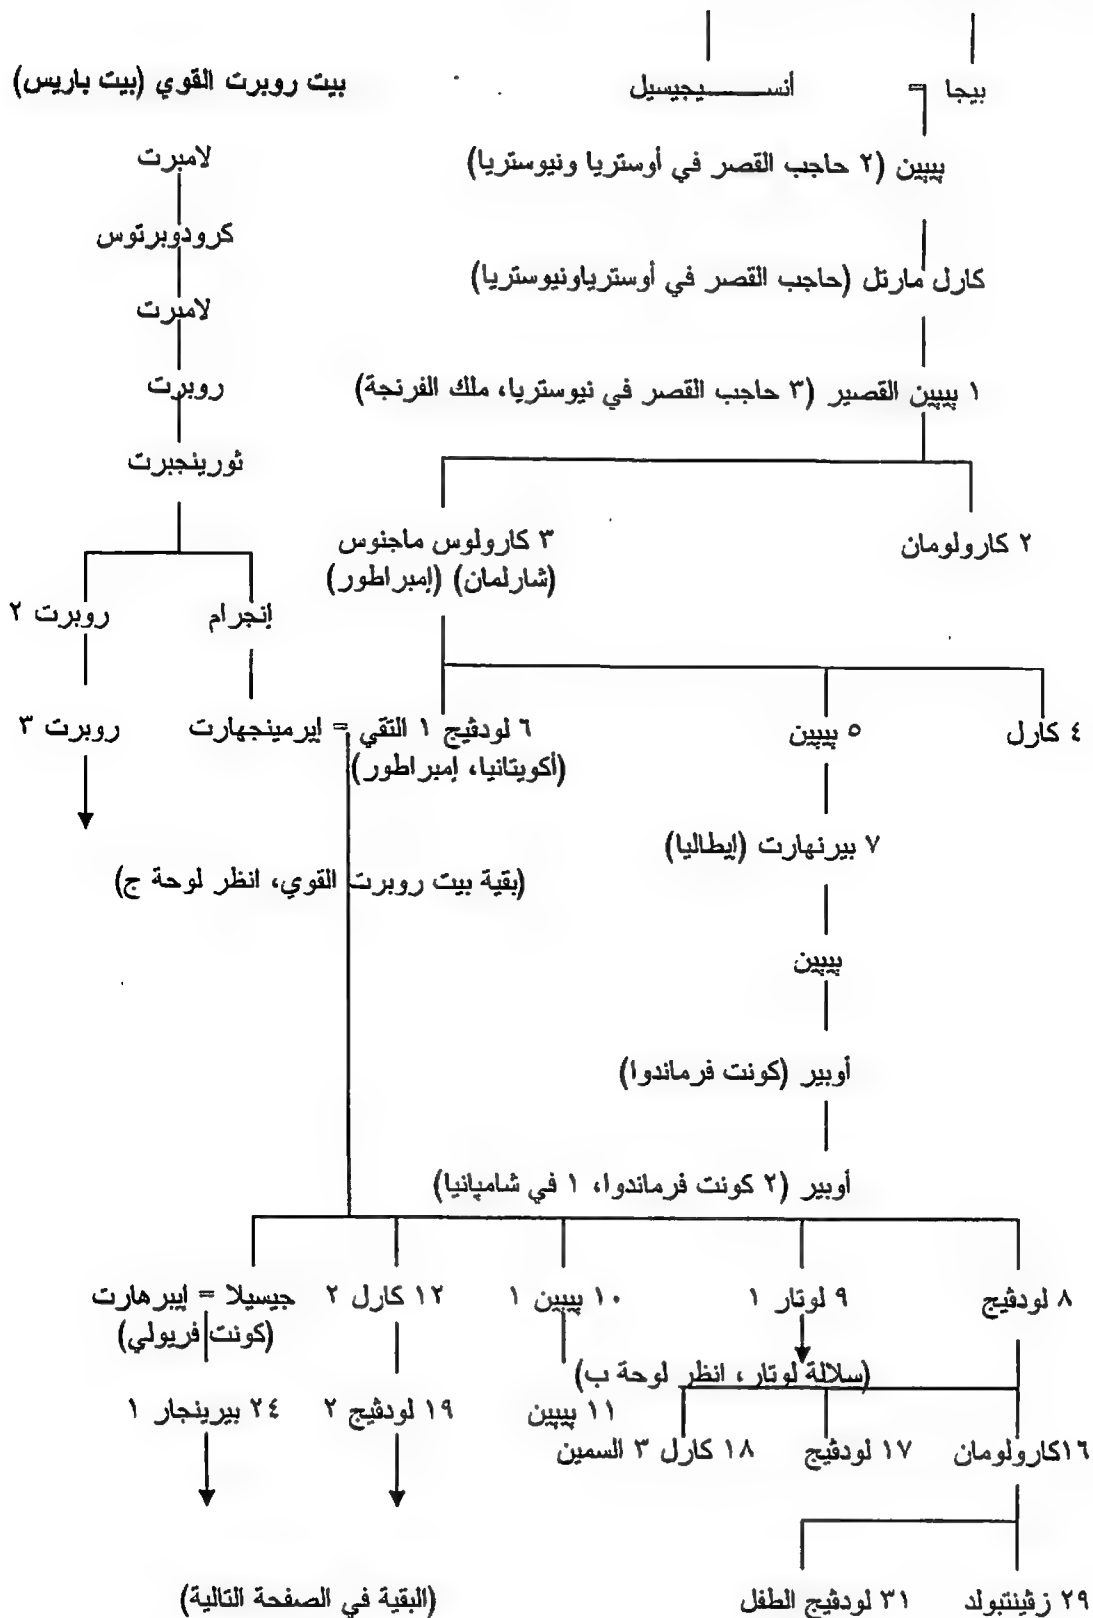 بيجا = أنســـــيجيسيل
بيت روبرت القوي (بيت باريس)
پيپين (٢ حاجب القصر في أوستريا ونيوستريا)
لامبرت
كرودوبرتوس
كارل مارتل (حاجب القصر في أوسترياونيوستريا)
لامبرت
١ پيپين القصير (٣ حاجب القصر في نيوستريا، ملك الفرنجة)
روبرت
ثورينجبرت
٢ كارولومان
٣ كارولوس ماجنوس
(شارلمان) (إمبراطور)
إنجرام
روبرت ٢
٤ كارل
٥ پيپين
٦ لودڤيج ١ التقي = إيرمينجهارت
(أكويتانيا، إمبراطور)
روبرت ٣
٧ بيرنهارت (إيطاليا)
(بقية بيت روبرت القوي، انظر لوحة ج)
پيپين
أوبير (كونت فرماندوا)
أوبير (٢ كونت فرماندوا، ١ في شامپانيا)
٨ لودڤيج
٩ لوتار ١
١٠ پيپين ١
١٢ كارل ٢
جيسيلا = إيبرهارت
(كونت فريولي)
(سلالة لوتار، انظر لوحة ب)
١١ پيپين
١٩ لودڤيج ٢
٢٤ بيرينجار ١
١٦كارولومان
١٧ لودڤيج
١٨ كارل ٣ السمين
٢٩ زڤينتبولد
٣١ لودڤيج الطفل
(البقية في الصفحة التالية)